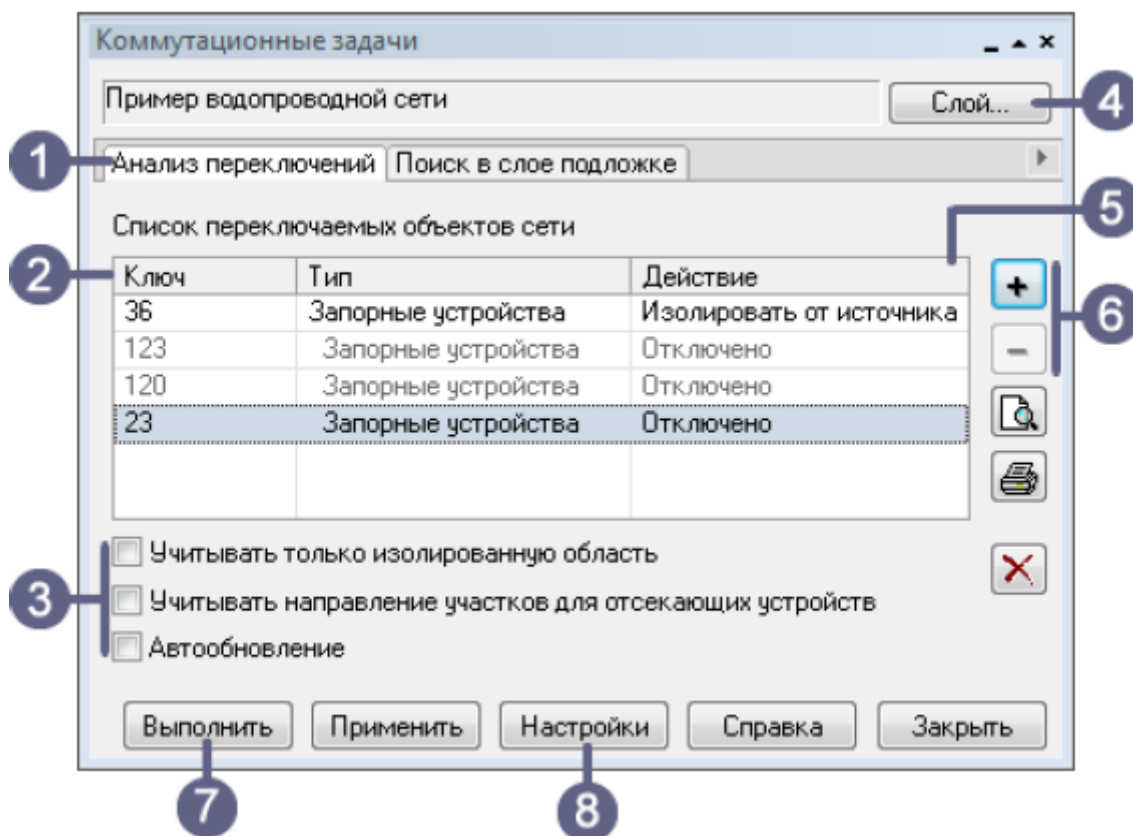 Коммутационные задачи
Пример водопроводной сети
Слой...
4
1
Анализ переключений
Поиск в слое подложке
5
Список переключаемых объектов сети
2
Ключ Тип Действие
36 Запорные устройства Изолировать от источника
123 Запорные устройства Отключено
120 Запорные устройства Отключено
23 Запорные устройства Отключено
+
6
−
3
Учитывать только изолированную область
Учитывать направление участков для отсекающих устройств
Автообновление
Выполнить Применить Настройки Справка Закрыть
7
8